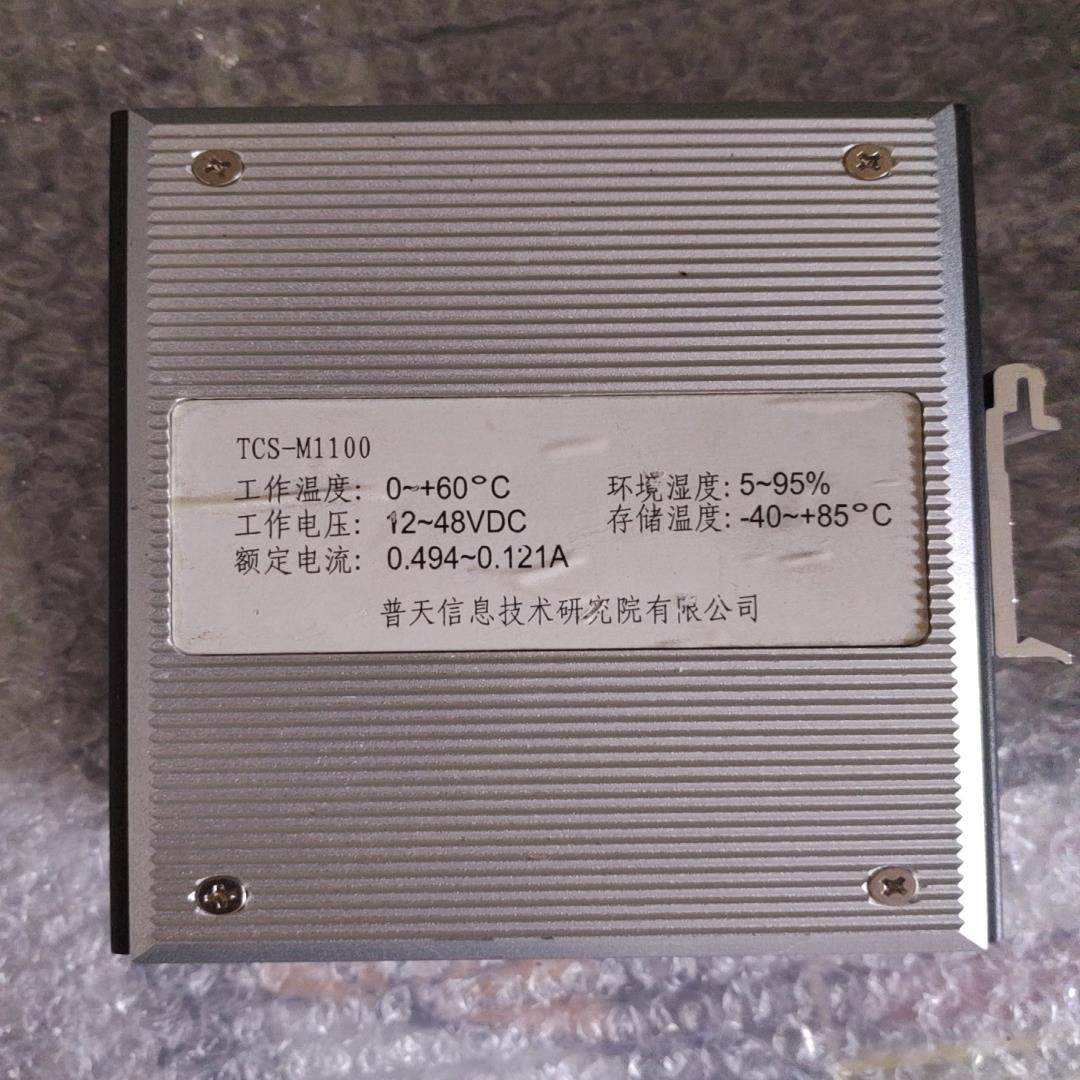 TCS-M1100
工作温度: 0~+60°C 环境湿度: 5~95%
工作电压: 12~48VDC 存储温度: -40~+85°C
额定电流: 0.494~0.121A
普天信息技术研究院有限公司